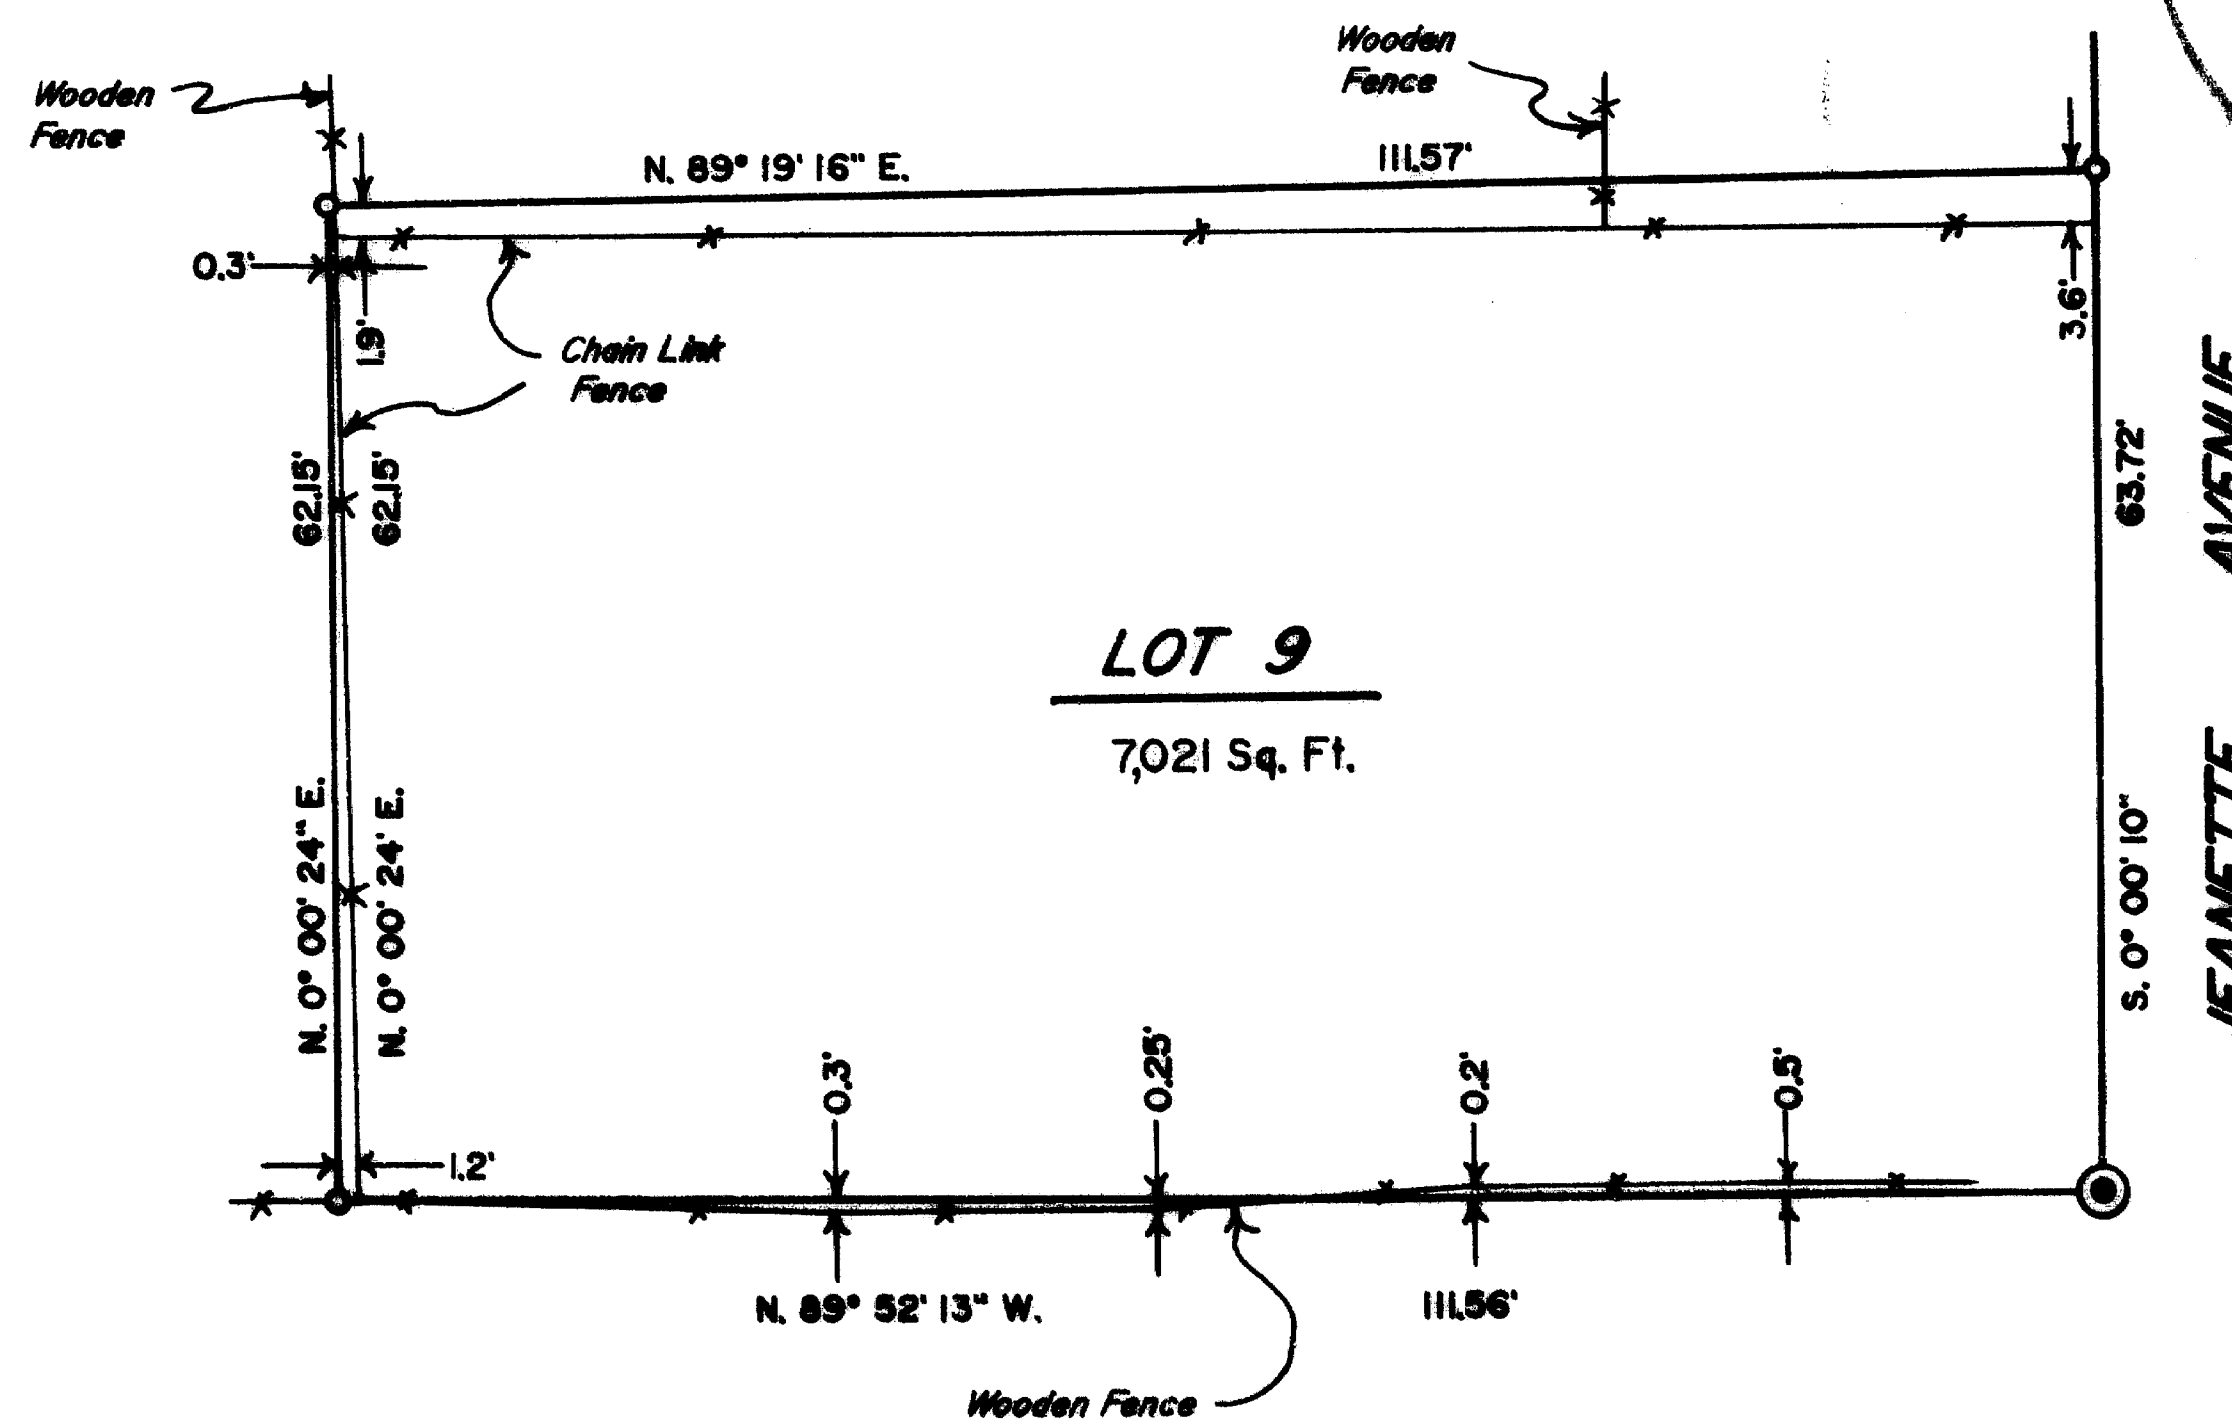 Wooden
Fence
Wooden
Fence
N. 89° 19' 16" E.
111.57'
0.3'
1.9'
3.6'
Chain Link
Fence
62.15'
62.15'
63.72'
AVENUE
LOT 9
7,021 Sq. Ft.
N. 0° 00' 24" E.
N. 0° 00' 24' E.
S. 0° 00' 10"
JEANETTE
0.3'
0.25'
0.2'
0.5'
1.2'
N. 89° 52' 13" W.
111.56'
Wooden Fence